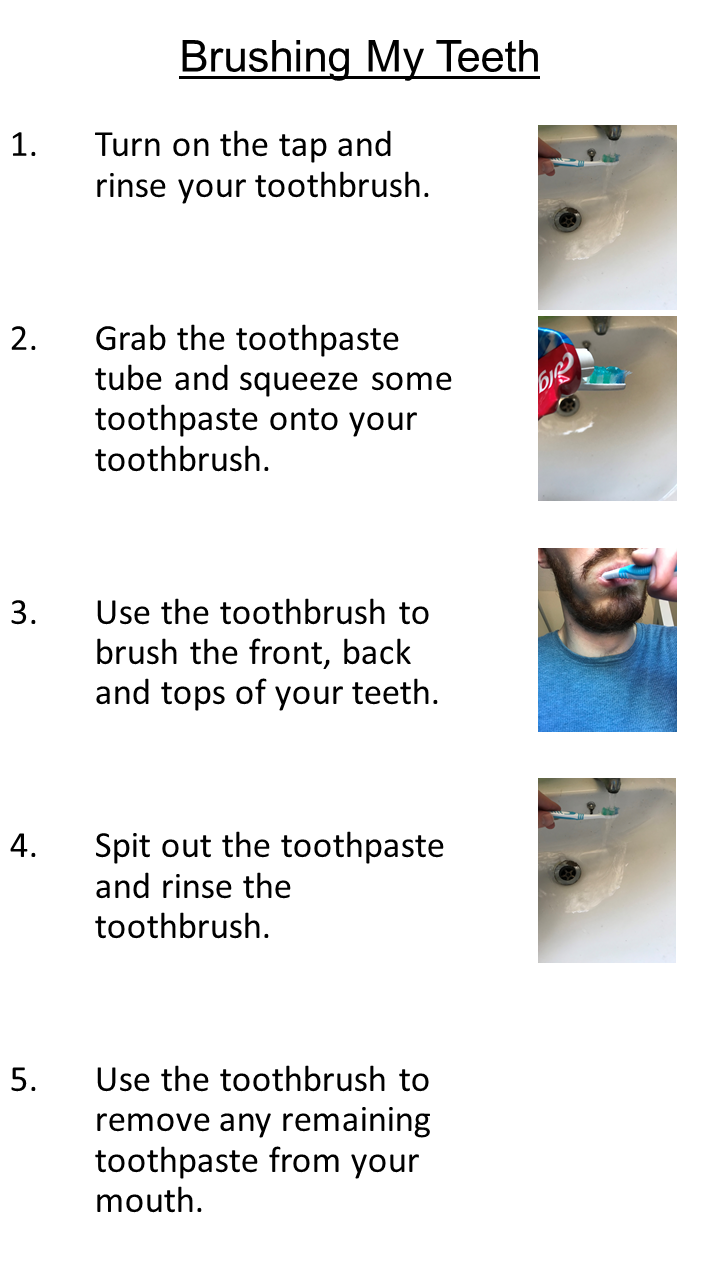 Brushing My Teeth
1. Turn on the tap and
rinse your toothbrush.
2. Grab the toothpaste
tube and squeeze some
toothpaste onto your
toothbrush.
3. Use the toothbrush to
brush the front, back
and tops of your teeth.
4. Spit out the toothpaste
and rinse the
toothbrush.
5. Use the toothbrush to
remove any remaining
toothpaste from your
mouth.